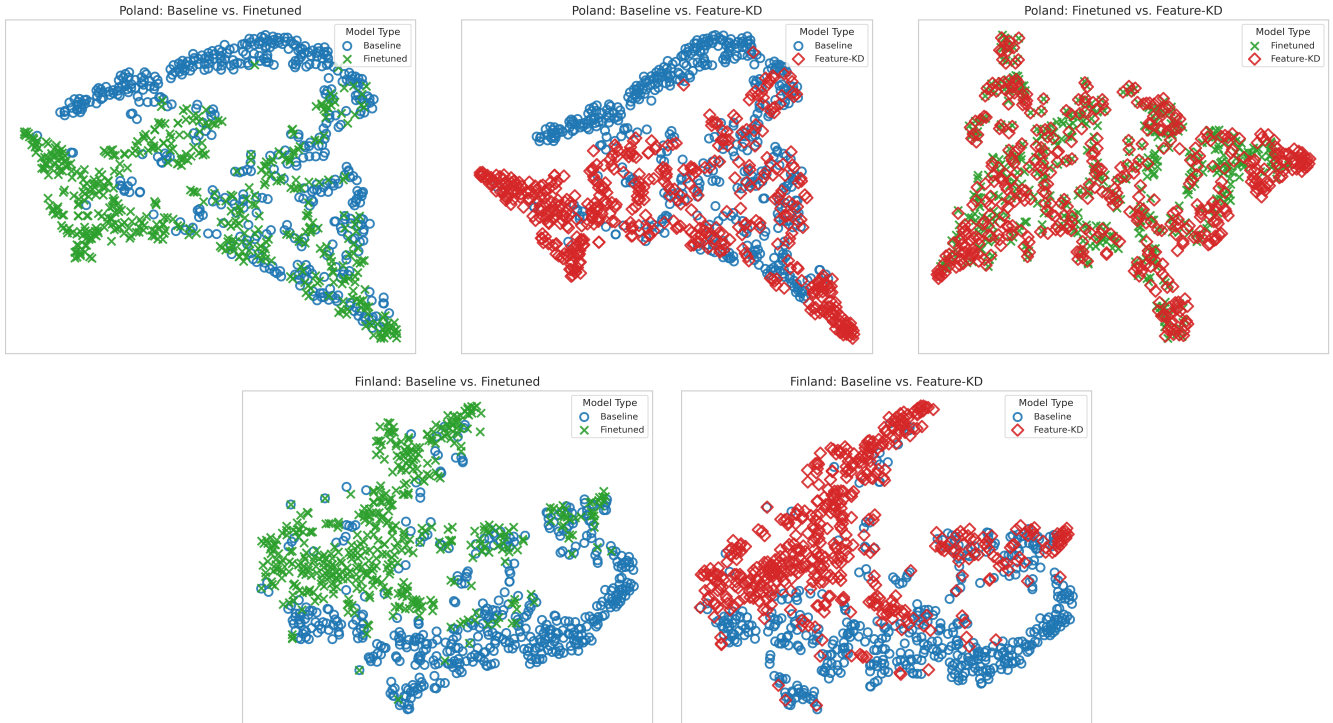 Poland: Baseline vs. Finetuned
Model Type
Baseline
Finetuned
Poland: Baseline vs. Feature-KD
Model Type
Baseline
Feature-KD
Poland: Finetuned vs. Feature-KD
Model Type
Finetuned
Feature-KD
Finland: Baseline vs. Finetuned
Model Type
Baseline
Finetuned
Finland: Baseline vs. Feature-KD
Model Type
Baseline
Feature-KD